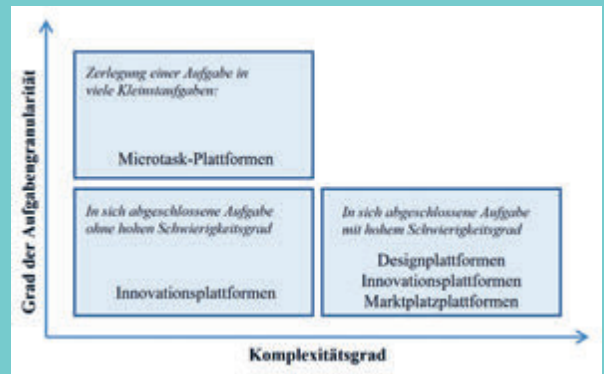 Grad der Aufgabengranularität
Zerlegung einer Aufgabe in
viele Kleinstaufgaben:
Microtask-Plattformen
In sich abgeschlossene Aufgabe
ohne hohen Schwierigkeitsgrad
Innovationsplattformen
In sich abgeschlossene Aufgabe
mit hohem Schwierigkeitsgrad
Designplattformen
Innovationsplattformen
Marktplatzplattformen
Komplexitätsgrad